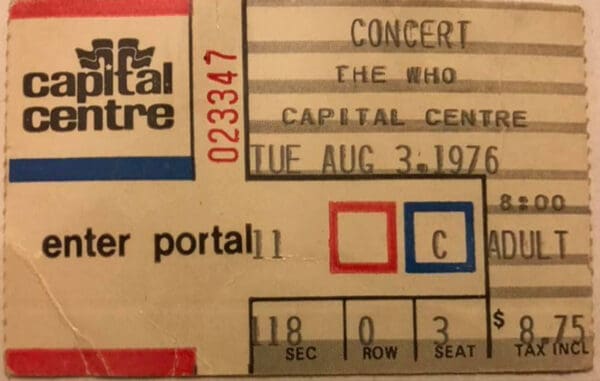 capital
centre
023347
CONCERT
THE WHO
CAPITAL CENTRE
TUE AUG 3.1976
8:00
enter portal 11
C
ADULT
118 0 3 $ 8.75
SEC ROW SEAT TAX INCL